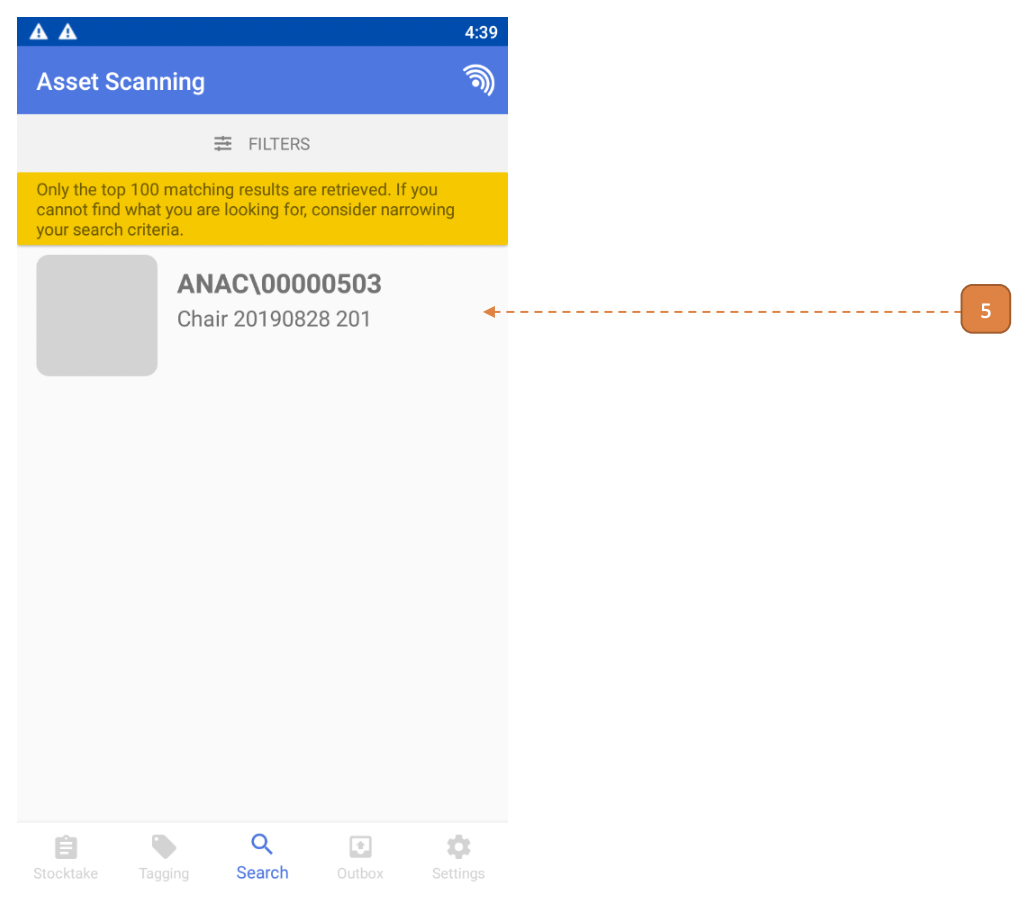 4:39
Asset Scanning
FILTERS
Only the top 100 matching results are retrieved. If you
cannot find what you are looking for, consider narrowing
your search criteria.
ANAC\00000503
Chair 20190828 201
5
Stocktake
Tagging
Search
Outbox
Settings